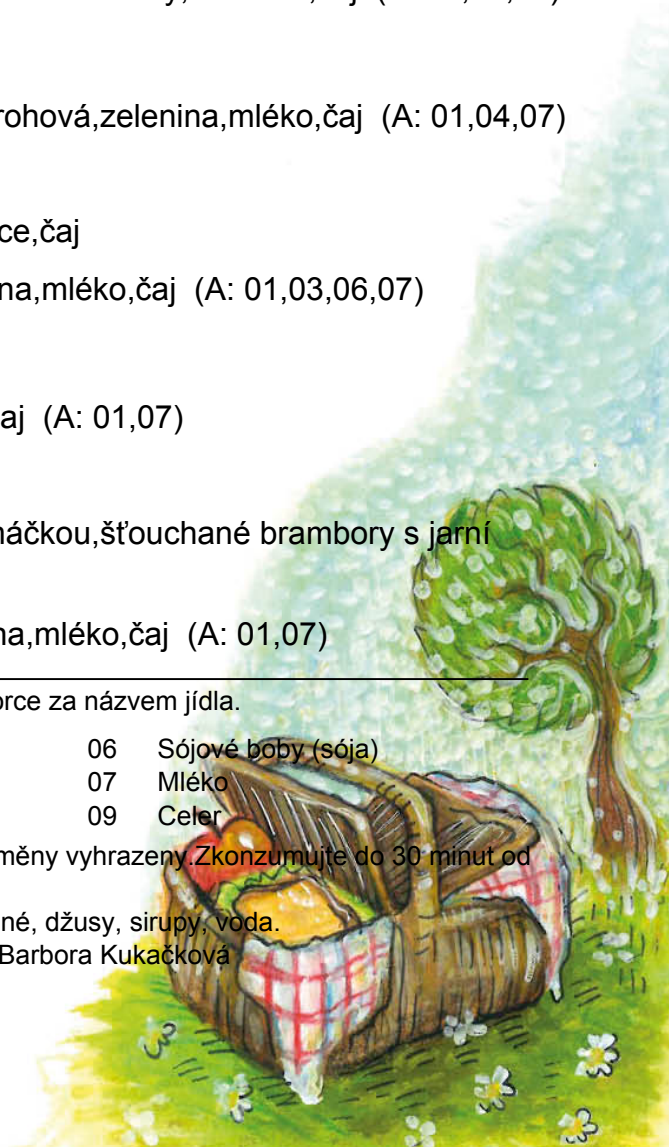 rohová,zelenina,mléko,čaj (A: 01,04,07)
ce,čaj
na,mléko,čaj (A: 01,03,06,07)
aj (A: 01,07)
náčkou,šťouchané brambory s jarní
na,mléko,čaj (A: 01,07)
orce za názvem jídla.
06 Sójové boby (sója)
07 Mléko
09 Celer
měny vyhrazeny.Zkonzumujte do 30 minut od
né, džusy, sirupy, voda.
Barbora Kukačková